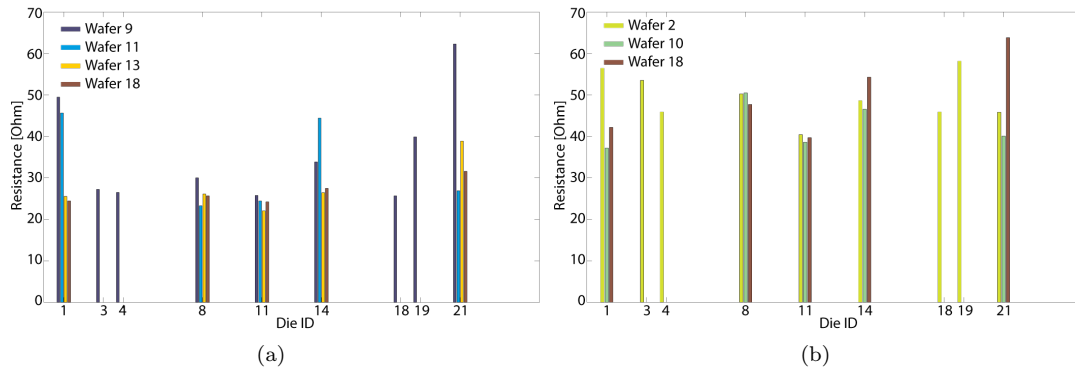 70
60
50
40
30
20
10
0
Resistance [Ohm]
Wafer 9
Wafer 11
Wafer 13
Wafer 18
1 3 4 8 11 14 18 19 21
Die ID
(a)
70
60
50
40
30
20
10
0
Resistance [Ohm]
Wafer 2
Wafer 10
Wafer 18
1 3 4 8 11 14 18 19 21
Die ID
(b)